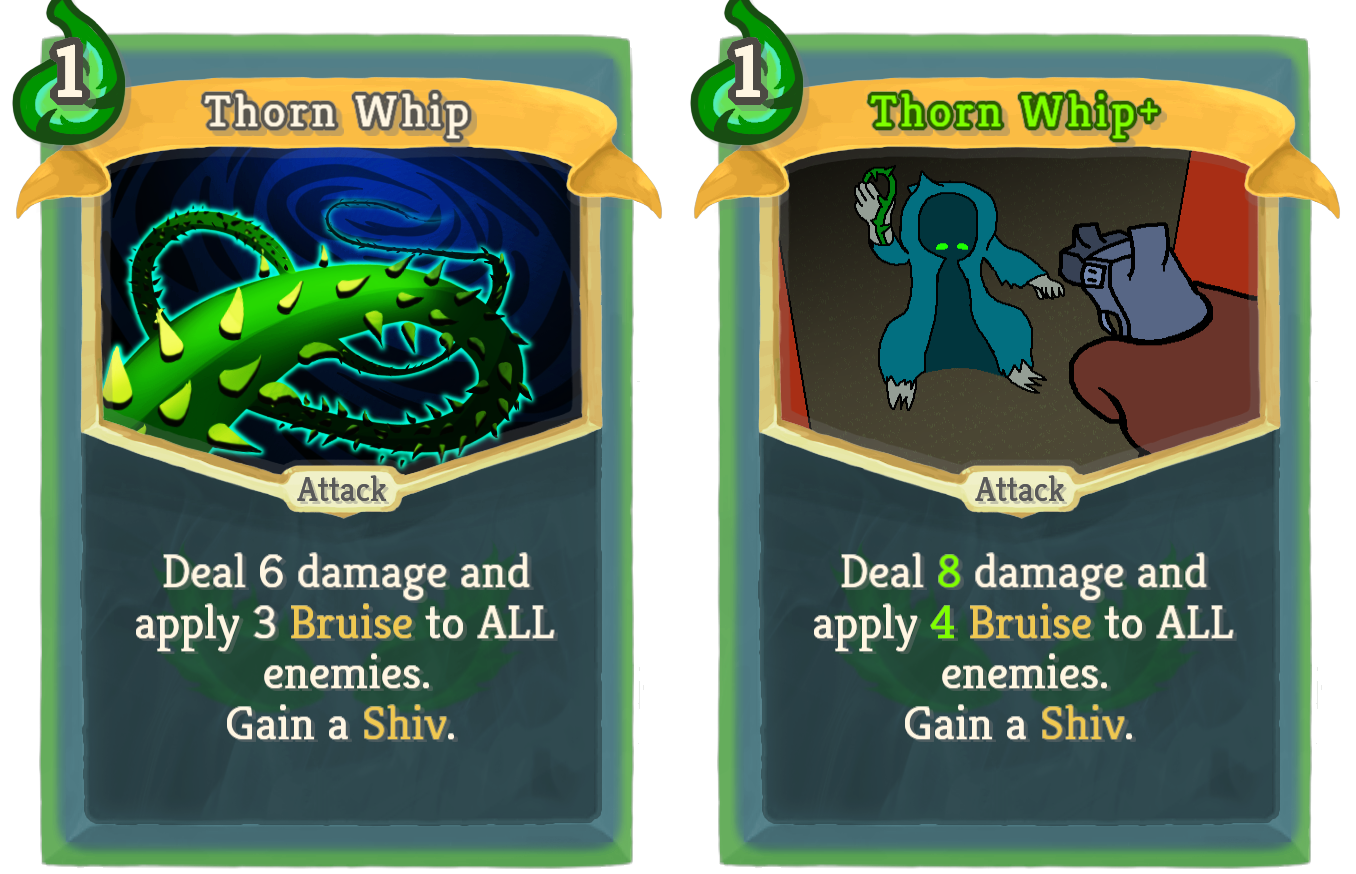 1
Thorn Whip
Attack
Deal 6 damage and
apply 3 Bruise to ALL
enemies.
Gain a Shiv.
1
Thorn Whip+
Attack
Deal 8 damage and
apply 4 Bruise to ALL
enemies.
Gain a Shiv.